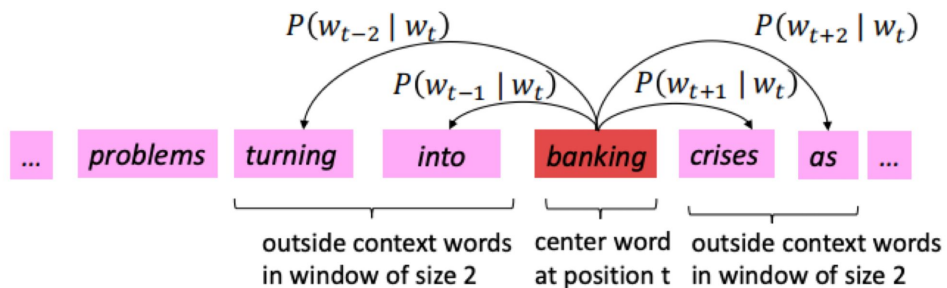 P(w_{t−2} | w_t) P(w_{t+2} | w_t)
P(w_{t−1} | w_t) P(w_{t+1} | w_t)
... problems turning into banking crises as ...
outside context words center word outside context words
in window of size 2 at position t in window of size 2